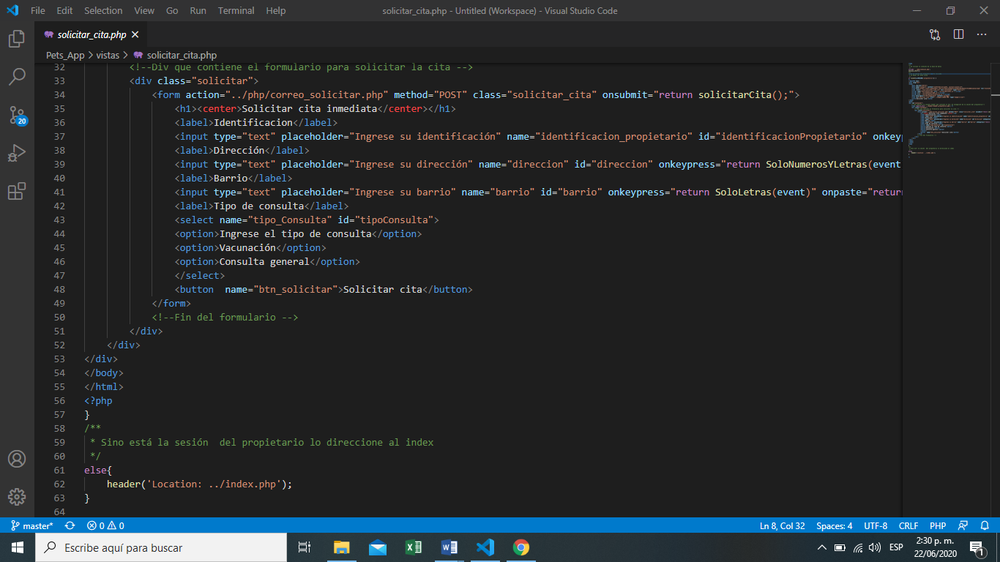 File Edit Selection View Go Run Terminal Help solicitar_cita.php - Untitled (Workspace) - Visual Studio Code
solicitar_cita.php
Pets_App > vistas > solicitar_cita.php
32 <!--Div que contiene el formulario para solicitar la cita -->
33 <div class="solicitar">
34 <form action="../php/correo_solicitar.php" method="POST" class="solicitar_cita" onsubmit="return solicitarCita();">
35 <h1><center>Solicitar cita inmediata</center></h1>
36 <label>Identificacion</label>
37 <input type="text" placeholder="Ingrese su identificación" name="identificacion_propietario" id="identificacionPropietario" onkey
38 <label>Dirección</label>
39 <input type="text" placeholder="Ingrese su dirección" name="direccion" id="direccion" onkeypress="return SoloNumerosYLetras(event
40 <label>Barrio</label>
41 <input type="text" placeholder="Ingrese su barrio" name="barrio" id="barrio" onkeypress="return SoloLetras(event)" onpaste="retur
42 <label>Tipo de consulta</label>
43 <select name="tipo_Consulta" id="tipoConsulta">
44 <option>Ingrese el tipo de consulta</option>
45 <option>Vacunación</option>
46 <option>Consulta general</option>
47 </select>
48 <button  name="btn_solicitar">Solicitar cita</button>
49 </form>
50 <!--Fin del formulario -->
51 </div>
52 </div>
53 </div>
54 </body>
55 </html>
56 <?php
57 }
58 /**
59 * Sino está la sesión  del propietario lo direccione al index
60 */
61 else{
62 header('Location: ../index.php');
63 }
64
20
master* 0 0 Ln 8, Col 32 Spaces: 4 UTF-8 CRLF PHP
Escribe aquí para buscar ESP 2:30 p. m.
22/06/2020 1